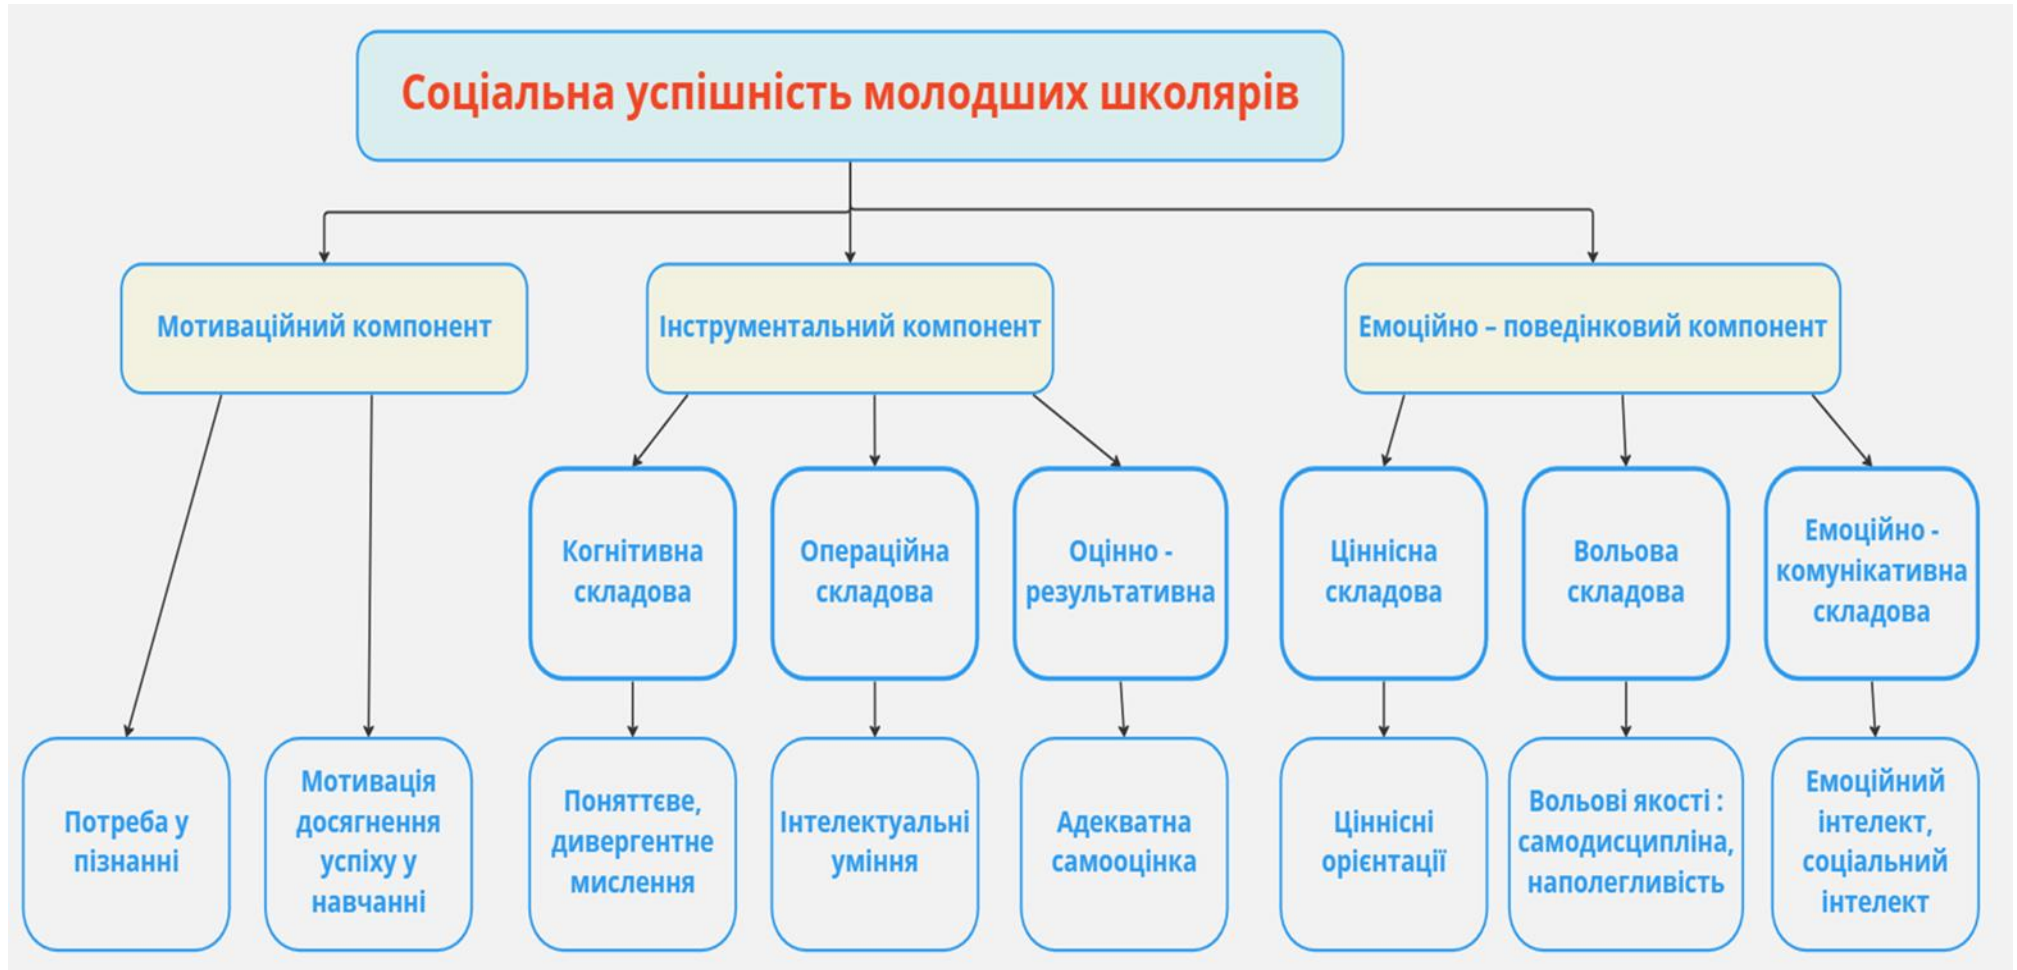 Соціальна успішність молодших школярів
Мотиваційний компонент
Інструментальний компонент
Емоційно – поведінковий компонент
Когнітивна
складова
Операційна
складова
Оцінно -
результативна
Ціннісна
складова
Вольова
складова
Емоційно -
комунікативна
складова
Потреба у
пізнанні
Мотивація
досягнення
успіху у
навчанні
Поняттєве,
дивергентне
мислення
Інтелектуальні
уміння
Адекватна
самооцінка
Ціннісні
орієнтації
Вольові якості :
самодисципліна,
наполегливість
Емоційний
інтелект,
соціальний
інтелект